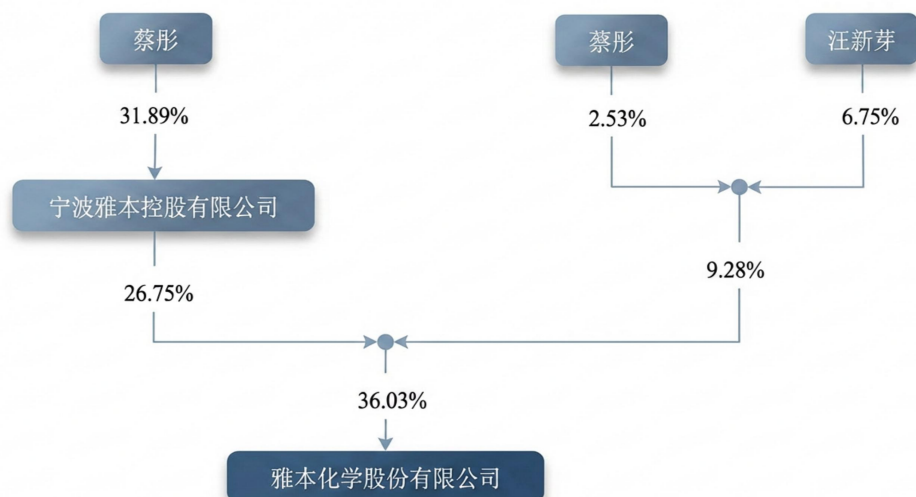 蔡彤
蔡彤
汪新芽
31.89%
2.53%
6.75%
宁波雅本控股有限公司
26.75%
9.28%
36.03%
雅本化学股份有限公司